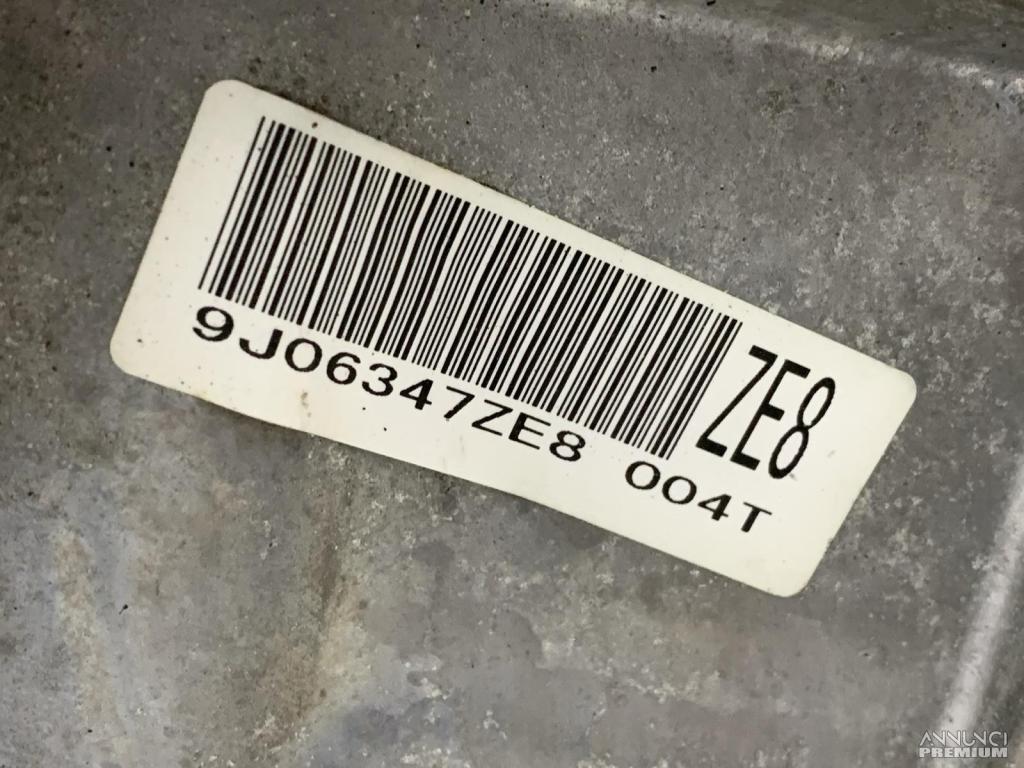 ZE8
9J06347ZE8 004T
ANNUNCI
PREMIUM